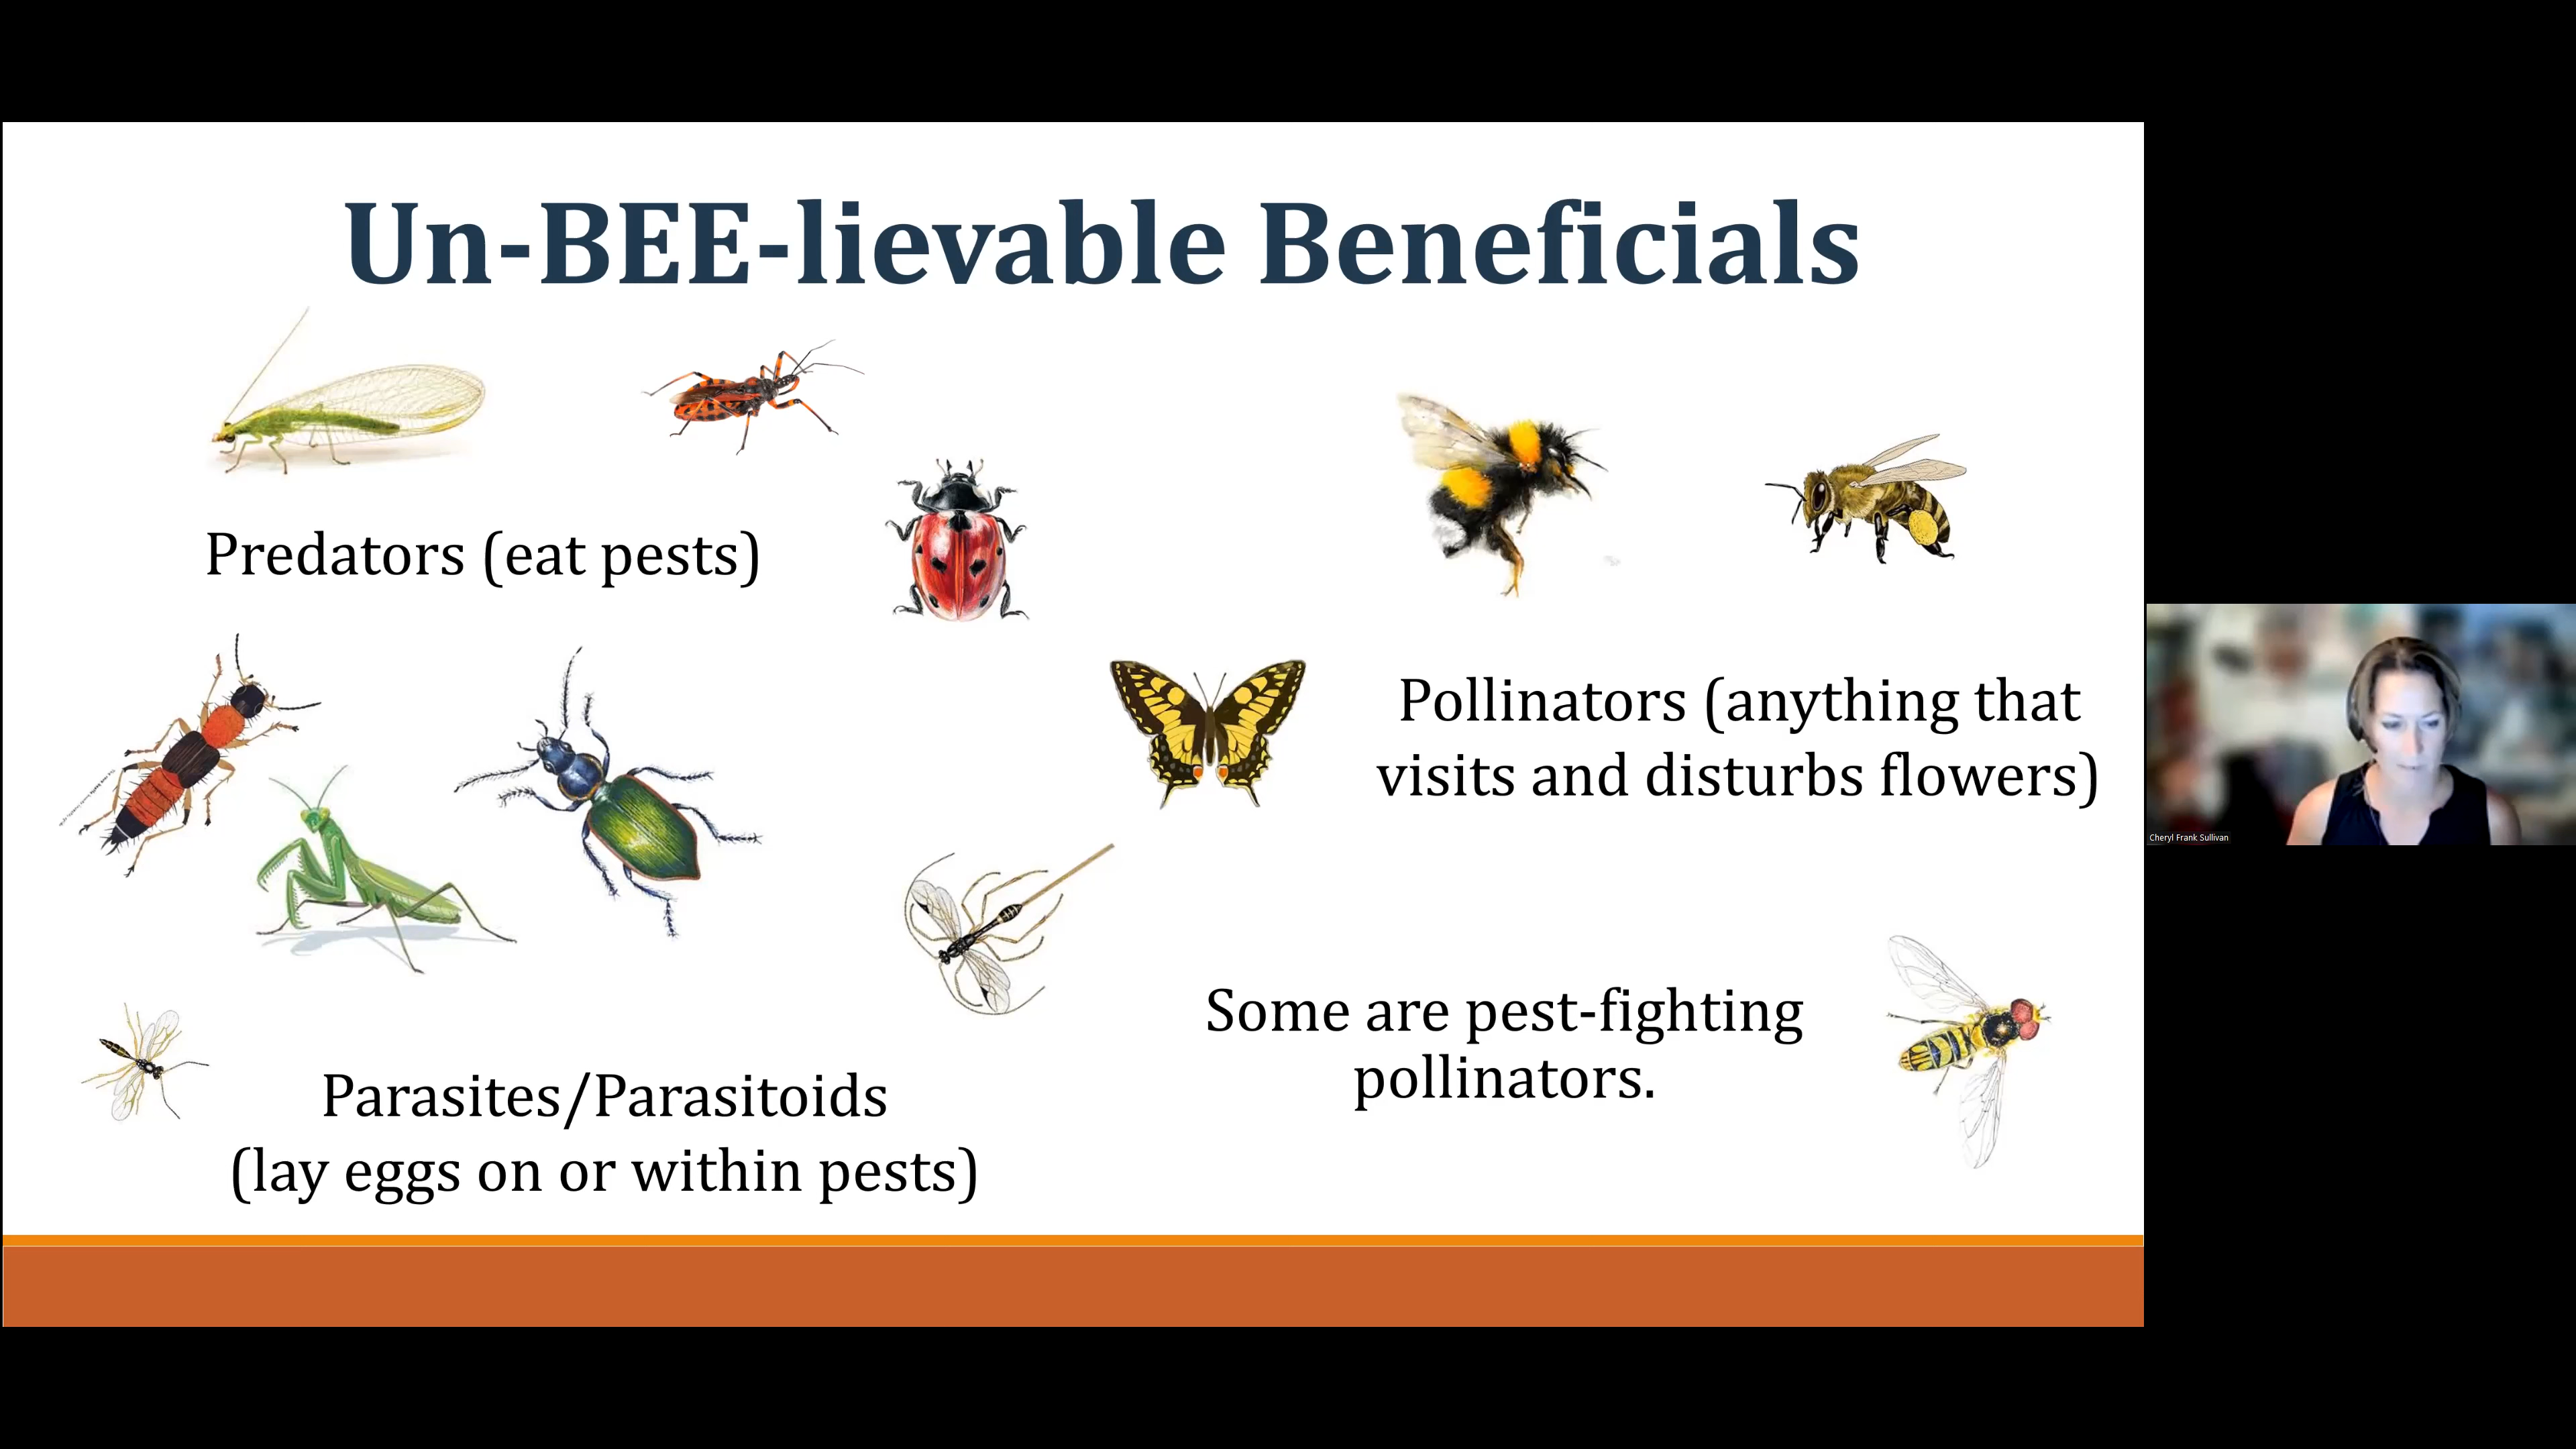 Un-BEE-lievable Beneficials
Predators (eat pests)
Pollinators (anything that
visits and disturbs flowers)
Cheryl Frank Sullivan
Some are pest-fighting
pollinators.
Parasites/Parasitoids
(lay eggs on or within pests)